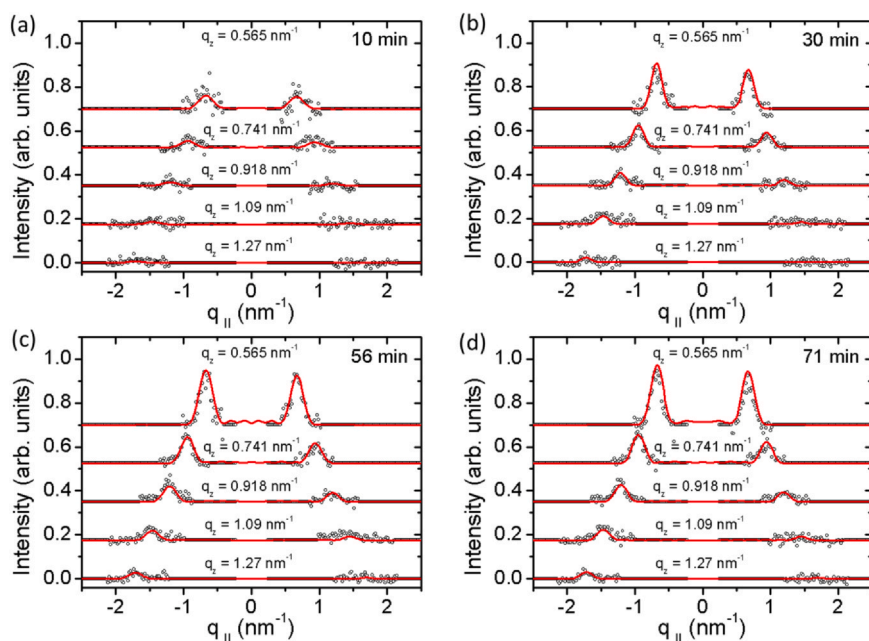 (a)
10 min
q_z = 0.565 nm⁻¹
q_z = 0.741 nm⁻¹
q_z = 0.918 nm⁻¹
q_z = 1.09 nm⁻¹
q_z = 1.27 nm⁻¹
Intensity (arb. units)
1.0
0.8
0.6
0.4
0.2
0.0
-2 -1 0 1 2
q_|| (nm⁻¹)
(b)
30 min
q_z = 0.565 nm⁻¹
q_z = 0.741 nm⁻¹
q_z = 0.918 nm⁻¹
q_z = 1.09 nm⁻¹
q_z = 1.27 nm⁻¹
Intensity (arb. units)
1.0
0.8
0.6
0.4
0.2
0.0
-2 -1 0 1 2
q_|| (nm⁻¹)
(c)
56 min
q_z = 0.565 nm⁻¹
q_z = 0.741 nm⁻¹
q_z = 0.918 nm⁻¹
q_z = 1.09 nm⁻¹
q_z = 1.27 nm⁻¹
Intensity (arb. units)
1.0
0.8
0.6
0.4
0.2
0.0
-2 -1 0 1 2
q_|| (nm⁻¹)
(d)
71 min
q_z = 0.565 nm⁻¹
q_z = 0.741 nm⁻¹
q_z = 0.918 nm⁻¹
q_z = 1.09 nm⁻¹
q_z = 1.27 nm⁻¹
Intensity (arb. units)
1.0
0.8
0.6
0.4
0.2
0.0
-2 -1 0 1 2
q_|| (nm⁻¹)